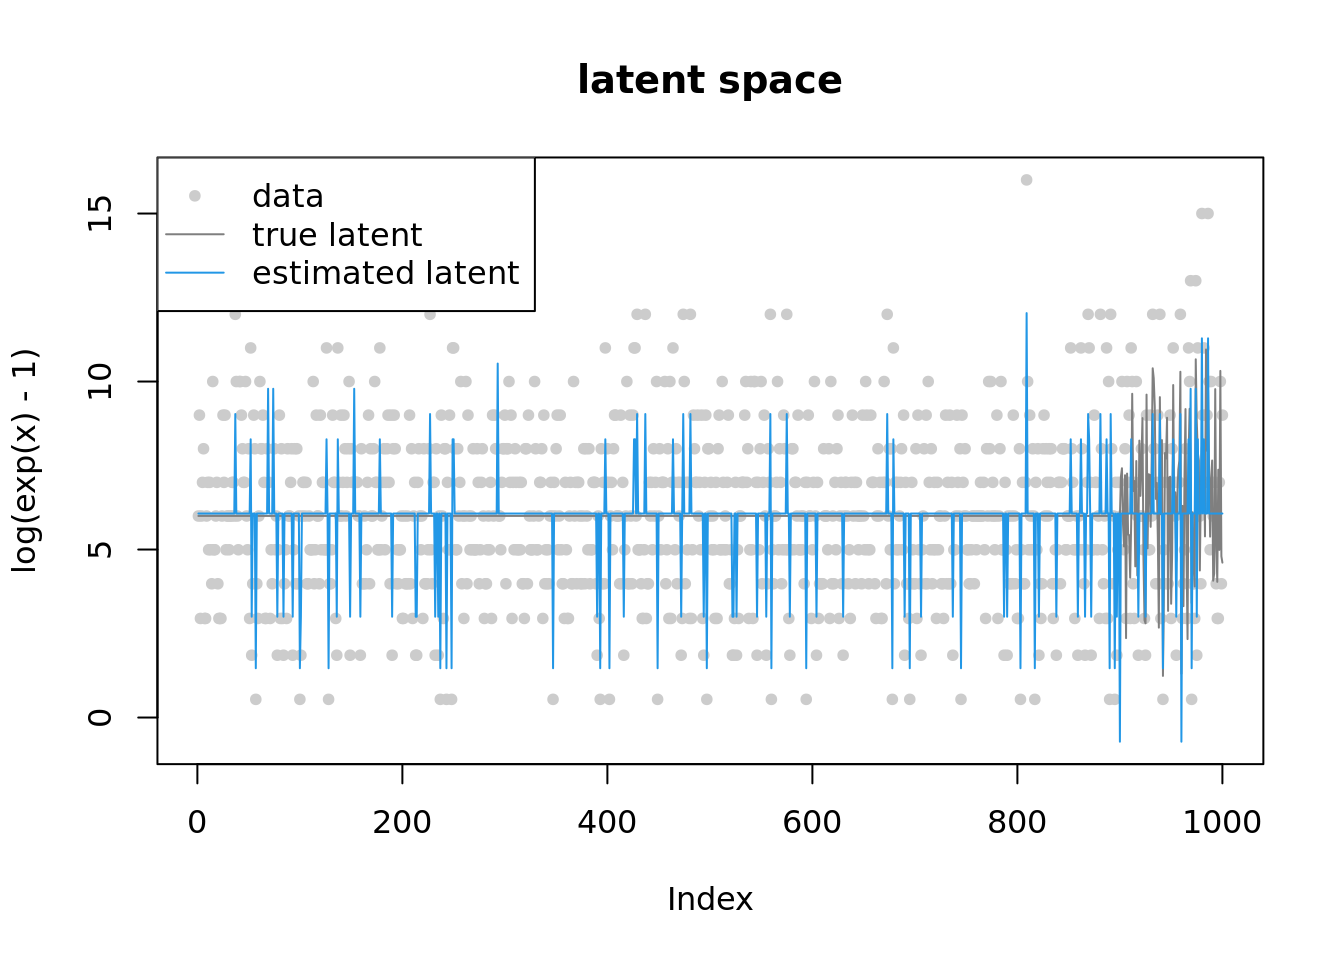 latent space
data
true latent
estimated latent
log(exp(x) - 1)
15
10
5
0
0 200 400 600 800 1000
Index